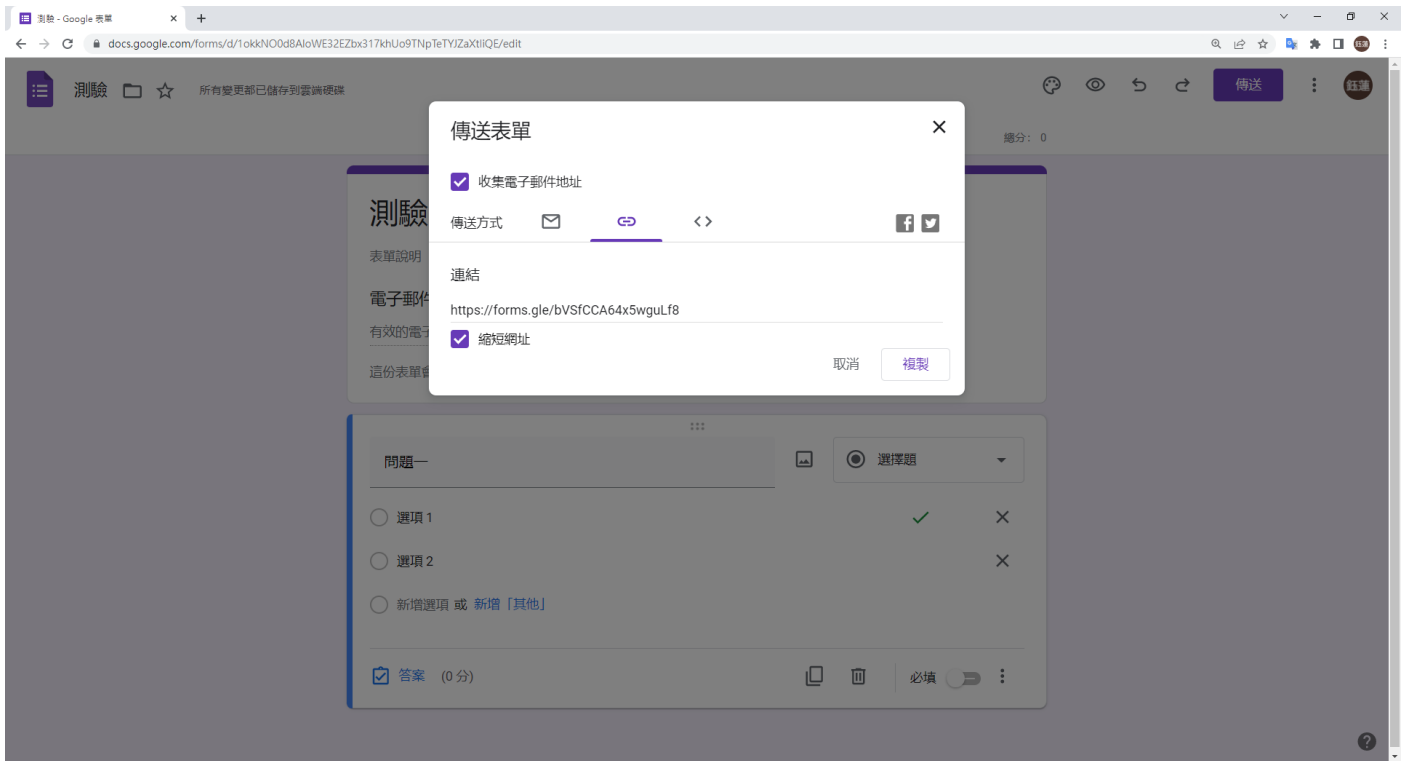 測驗 - Google 表單
docs.google.com/forms/d/1okkNO0d8AloWE32EZbx317khUo9TNpTeTYJZaXtIiQE/edit
鈺蓮
測驗
所有變更都已儲存到雲端硬碟
傳送
鈺蓮
總分： 0
傳送表單
收集電子郵件地址
傳送方式
連結
https://forms.gle/bVSfCCA64x5wguLf8
縮短網址
取消
複製
測驗
表單說明
電子郵件
有效的電子
這份表單會
問題一
選擇題
選項 1
選項 2
新增選項 或 新增「其他」
答案 (0 分)
必填